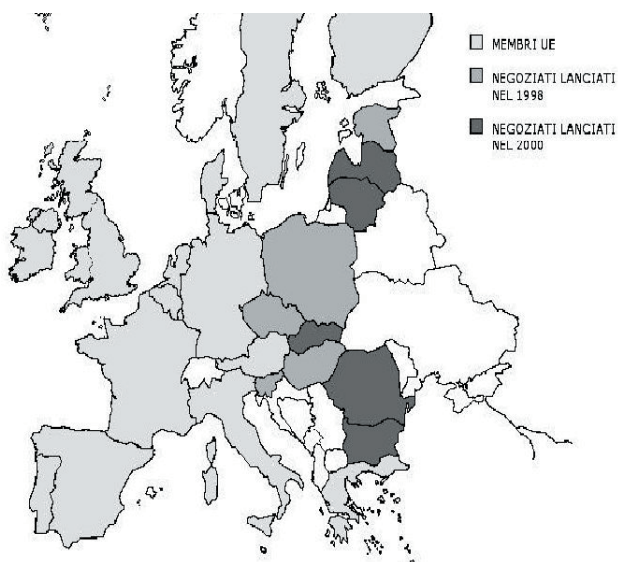 MEMBRI UE
NEGOZIATI LANCIATI
NEL 1998
NEGOZIATI LANCIATI
NEL 2000